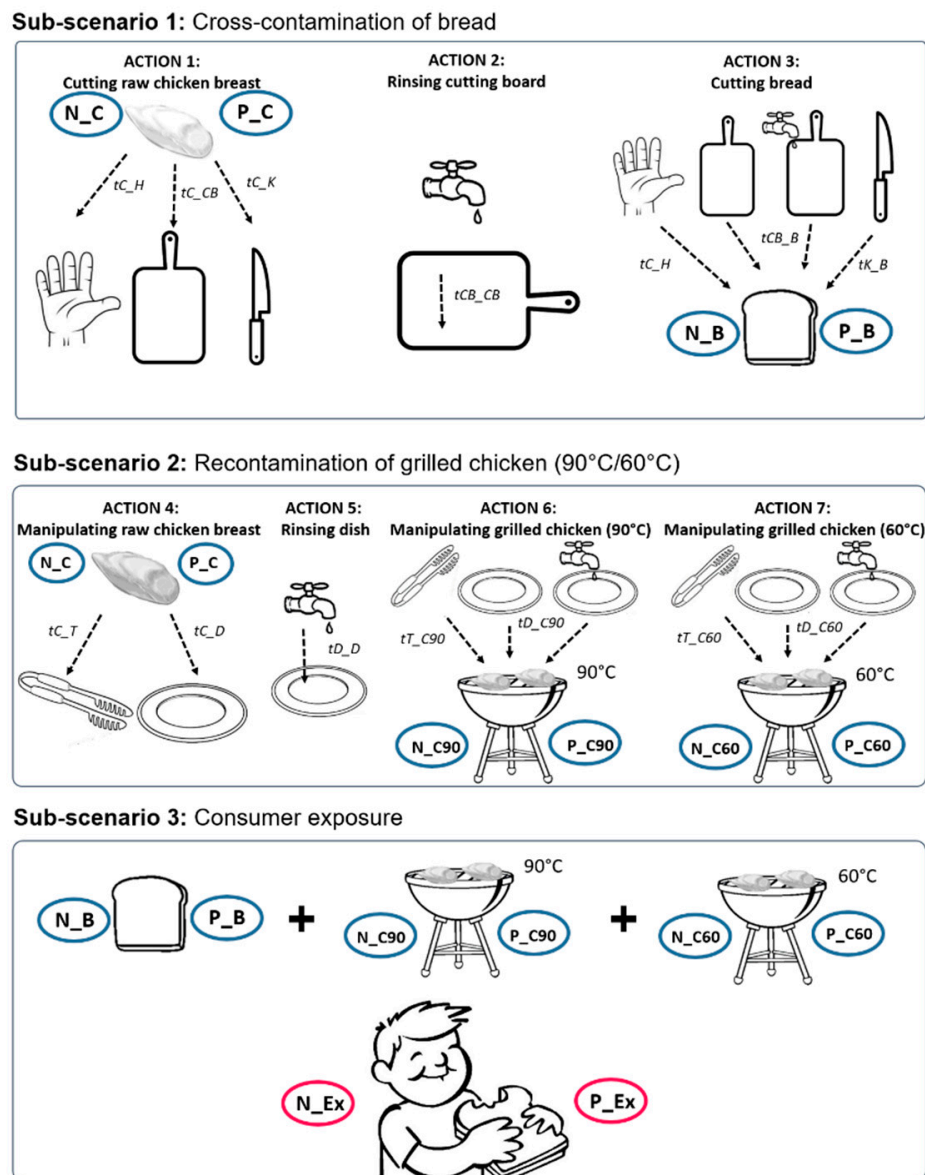 Sub-scenario 1: Cross-contamination of bread
ACTION 1:
Cutting raw chicken breast
N_C
P_C
tC_H
tC_CB
tC_K
ACTION 2:
Rinsing cutting board
tCB_CB
ACTION 3:
Cutting bread
tC_H
tCB_B
tK_B
N_B
P_B
Sub-scenario 2: Recontamination of grilled chicken (90°C/60°C)
ACTION 4:
Manipulating raw chicken breast
N_C
P_C
tC_T
tC_D
ACTION 5:
Rinsing dish
tD_D
ACTION 6:
Manipulating grilled chicken (90°C)
tT_C90
tD_C90
90°C
N_C90
P_C90
ACTION 7:
Manipulating grilled chicken (60°C)
tT_C60
tD_C60
60°C
N_C60
P_C60
Sub-scenario 3: Consumer exposure
N_B
P_B
+
90°C
N_C90
P_C90
+
60°C
N_C60
P_C60
N_Ex
P_Ex